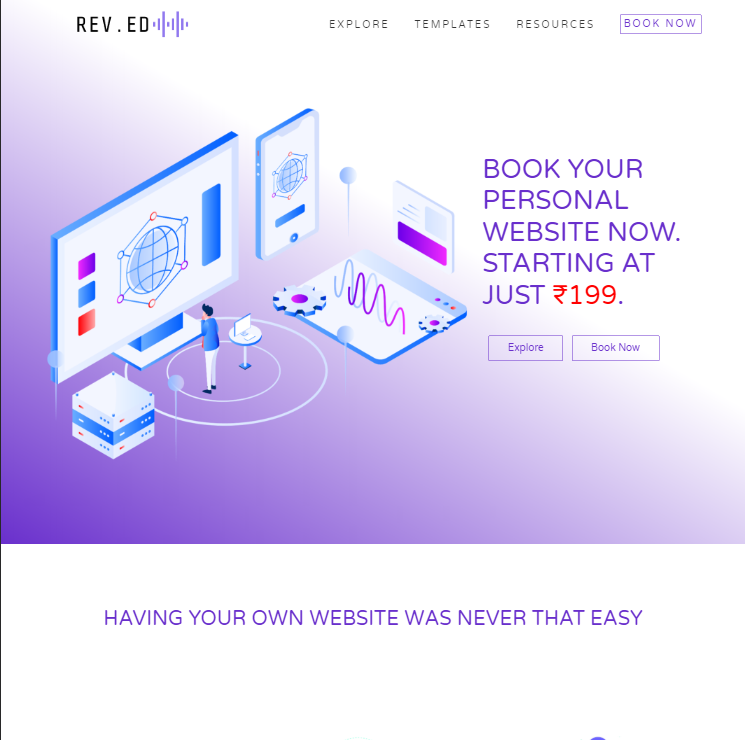 REV.ED
EXPLORE TEMPLATES RESOURCES BOOK NOW
BOOK YOUR
PERSONAL
WEBSITE NOW.
STARTING AT
JUST ₹199.
Explore Book Now
HAVING YOUR OWN WEBSITE WAS NEVER THAT EASY